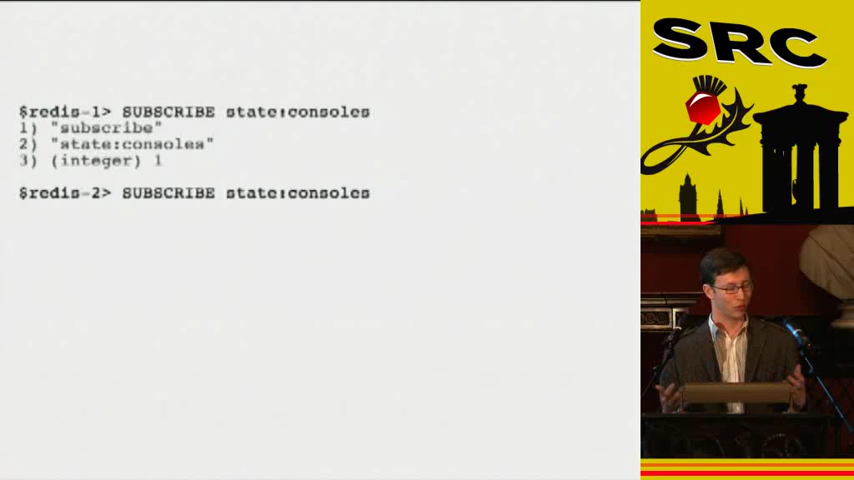 $redis-1> SUBSCRIBE state:consoles
1) "subscribe"
2) "state:consoles"
3) (integer) 1
$redis-2> SUBSCRIBE state:consoles
SRC